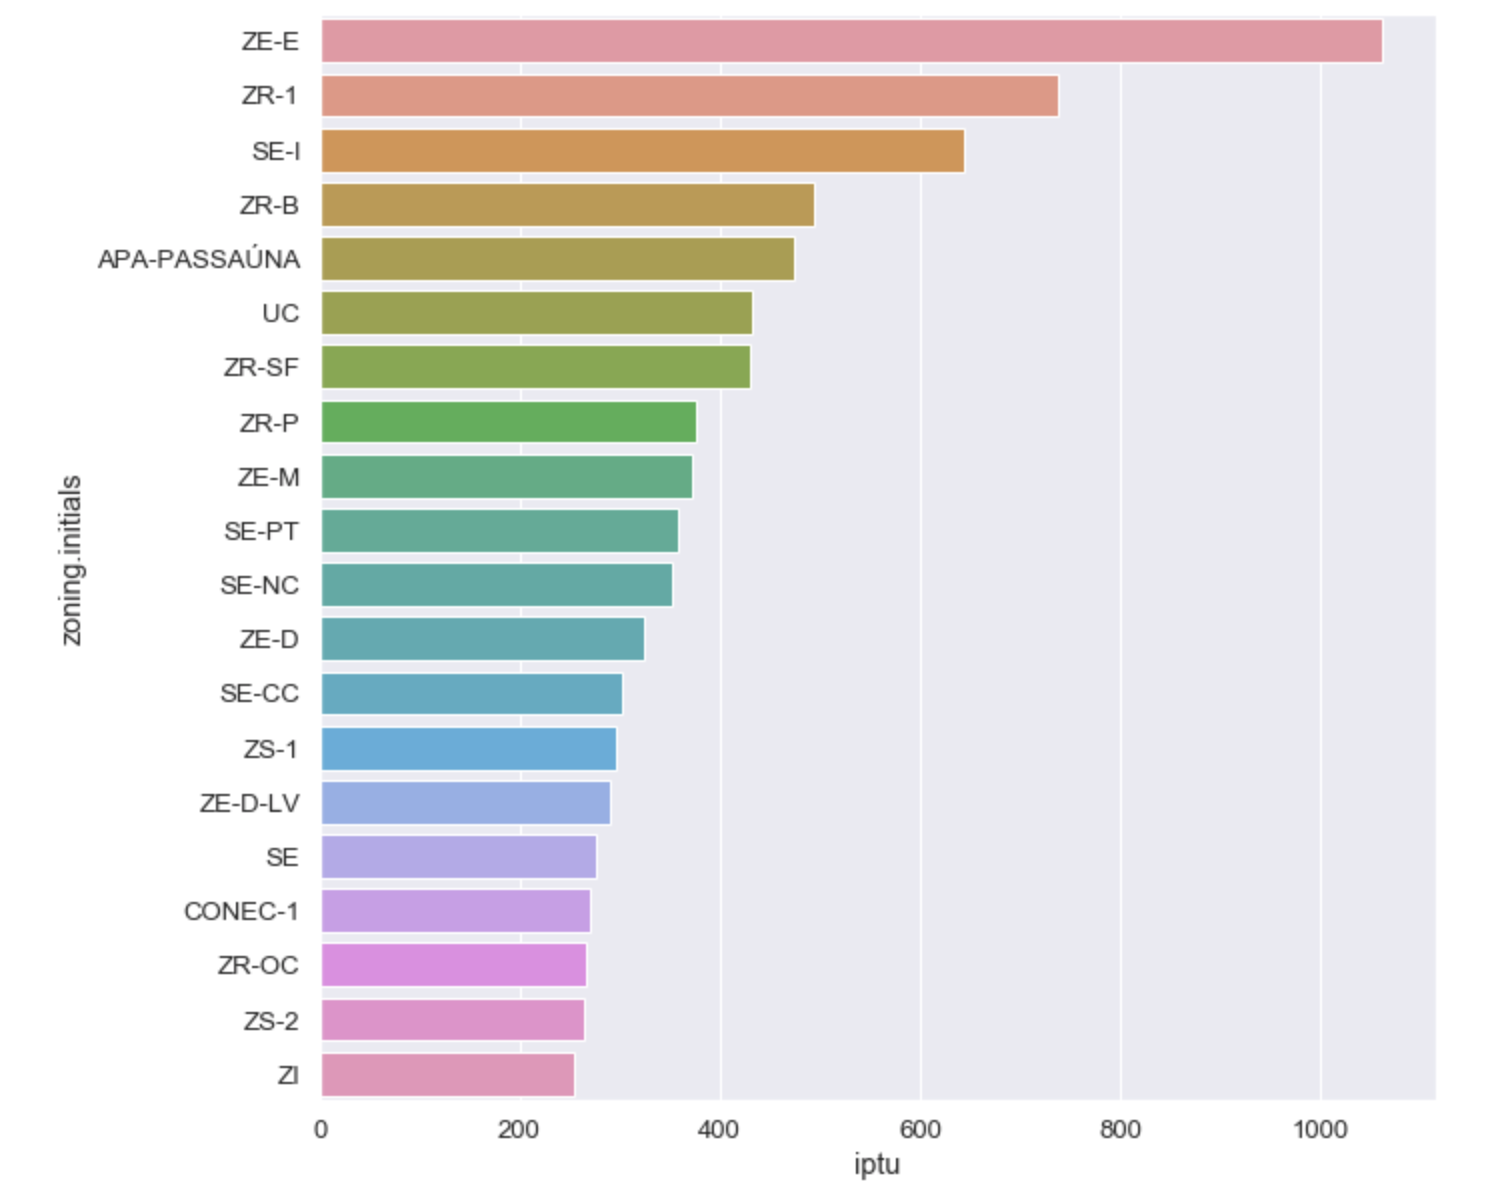 ZE-E
ZR-1
SE-I
ZR-B
APA-PASSAÚNA
UC
ZR-SF
ZR-P
ZE-M
SE-PT
SE-NC
ZE-D
SE-CC
ZS-1
ZE-D-LV
SE
CONEC-1
ZR-OC
ZS-2
ZI
zoning.initials
0 200 400 600 800 1000
iptu